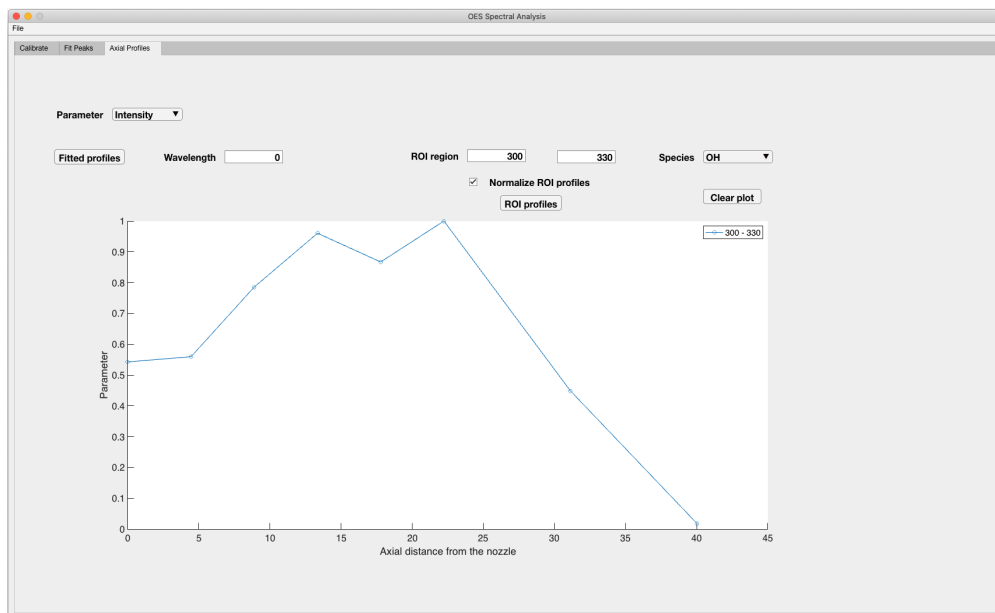 OES Spectral Analysis
File
Calibrate Fit Peaks Axial Profiles
Parameter Intensity
Fitted profiles Wavelength 0 ROI region 300 330 Species OH
Normalize ROI profiles
ROI profiles Clear plot
300 - 330
1
0.9
0.8
0.7
0.6
0.5
0.4
0.3
0.2
0.1
0
Parameter
0 5 10 15 20 25 30 35 40 45
Axial distance from the nozzle